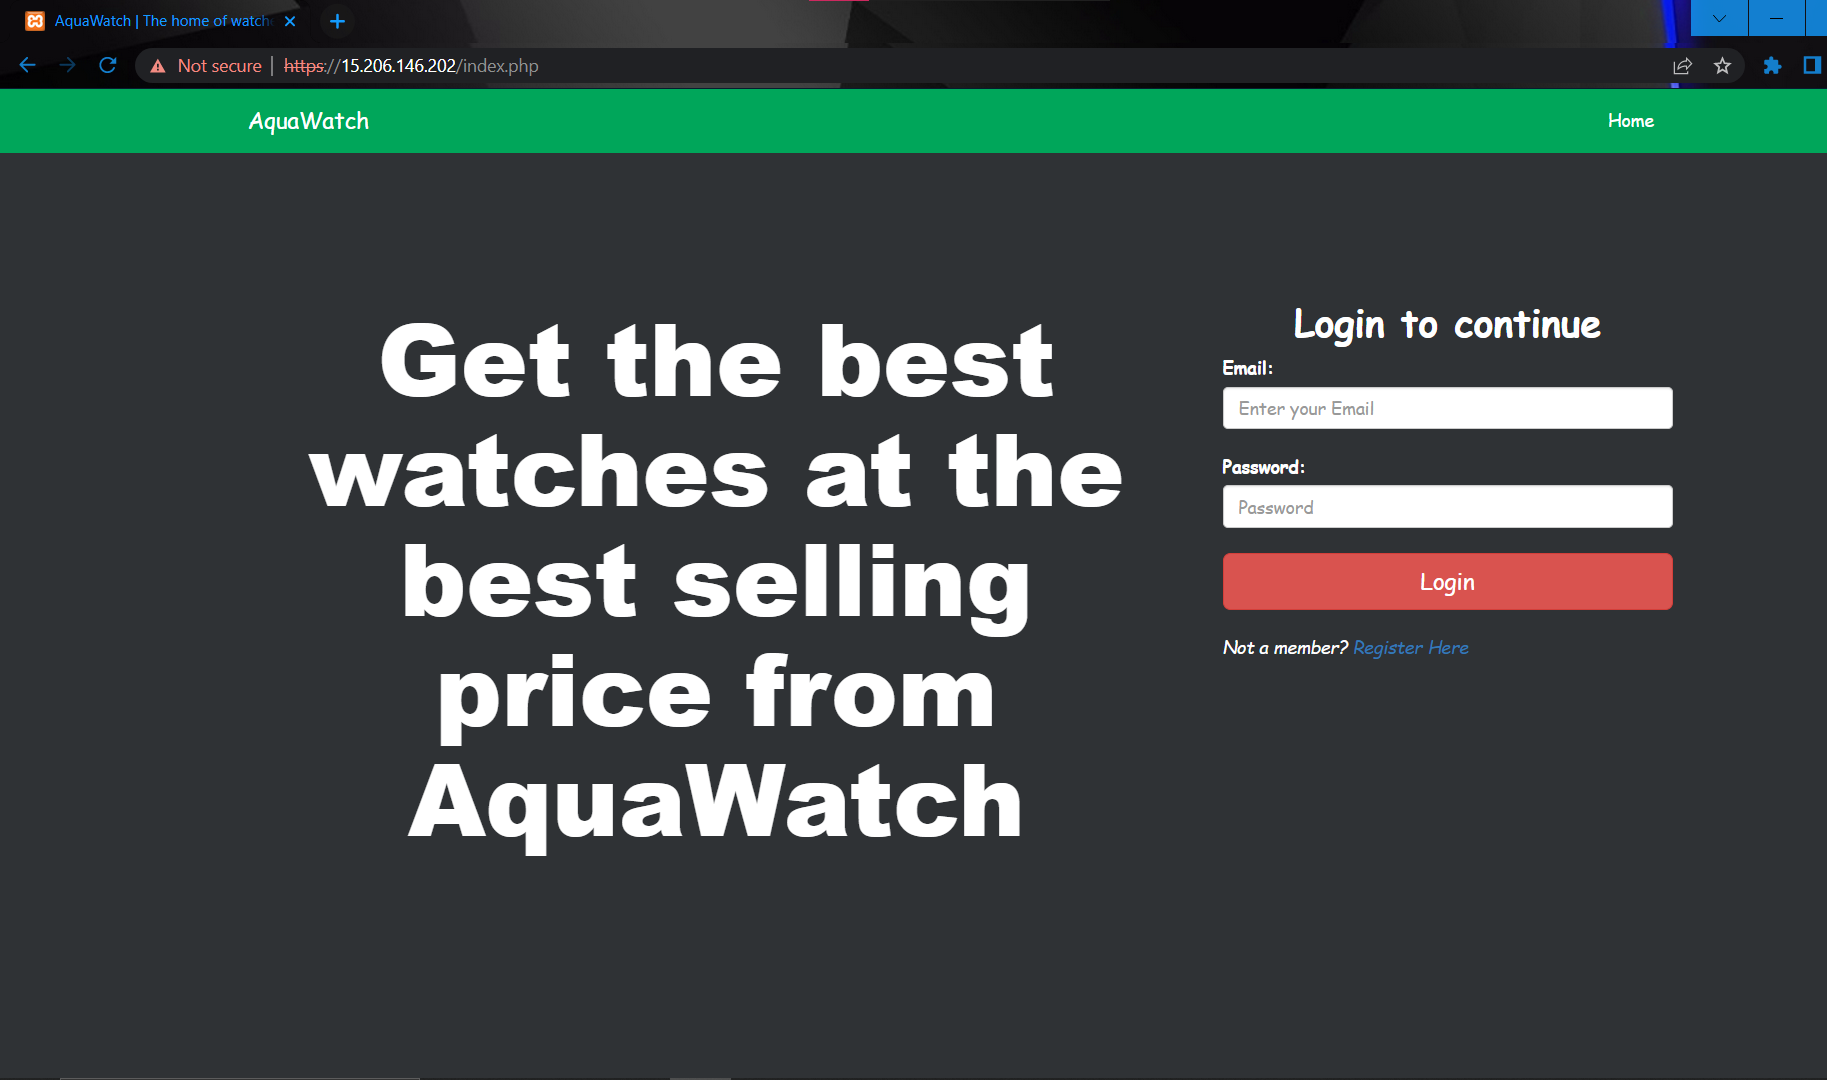 AquaWatch | The home of watch
Not secure | https://15.206.146.202/index.php
AquaWatch
Home
Get the best
watches at the
best selling
price from
AquaWatch
Login to continue
Email:
Enter your Email
Password:
Password
Login
Not a member? Register Here